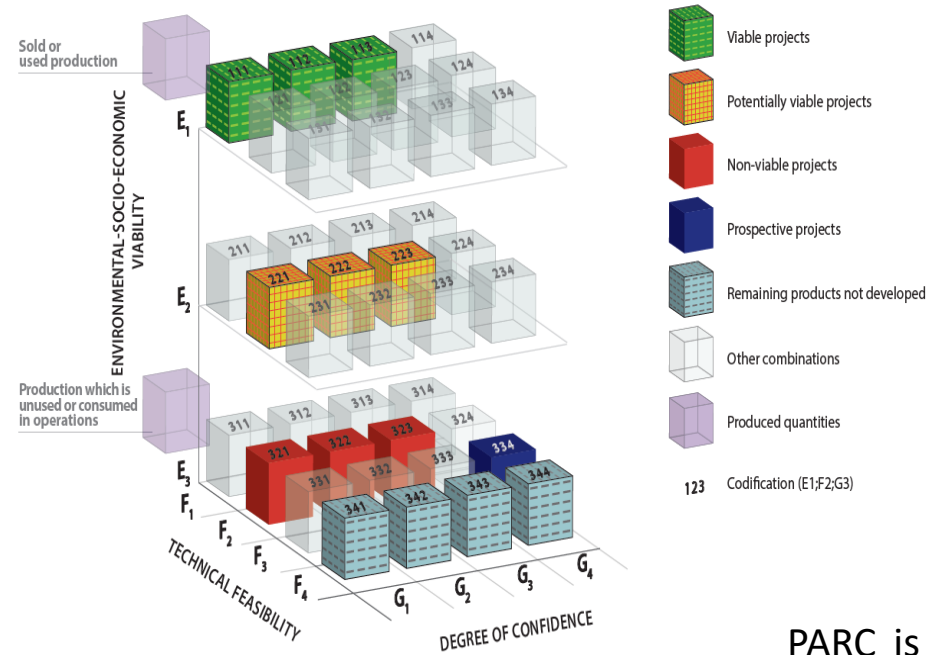 Sold or
used production
ENVIRONMENTAL-SOCIO-ECONOMIC
VIABILITY
E1
111
112
113
114
123
124
131
132
133
134
E2
211
212
213
214
221
222
223
224
231
232
233
234
Production which is
unused or consumed
in operations
E3
311
312
313
314
321
322
323
324
331
332
333
334
341
342
343
344
F1
F2
F3
F4
TECHNICAL FEASIBILITY
G1
G2
G3
G4
DEGREE OF CONFIDENCE
Viable projects
Potentially viable projects
Non-viable projects
Prospective projects
Remaining products not developed
Other combinations
Produced quantities
123 Codification (E1;F2;G3)
PARC is